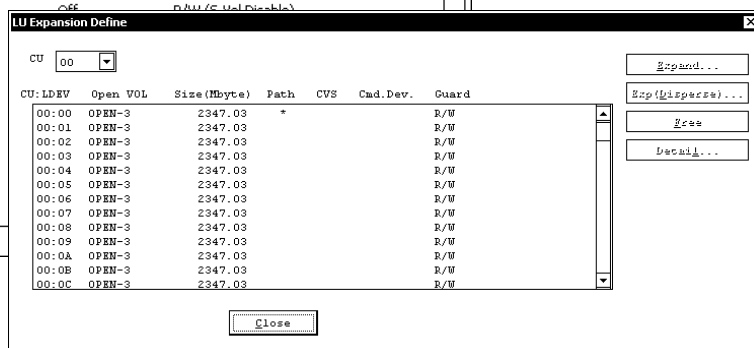 Off R/W (S-Vol Disable)
LU Expansion Define
CU 00
Expand...
CU:LDEV Open VOL Size(Mbyte) Path CVS Cmd.Dev. Guard
Exp(Disperse)...
00:00 OPEN-3 2347.03 * R/W
00:01 OPEN-3 2347.03 R/W
Free
00:02 OPEN-3 2347.03 R/W
00:03 OPEN-3 2347.03 R/W
Detail...
00:04 OPEN-3 2347.03 R/W
00:05 OPEN-3 2347.03 R/W
00:06 OPEN-3 2347.03 R/W
00:07 OPEN-3 2347.03 R/W
00:08 OPEN-3 2347.03 R/W
00:09 OPEN-3 2347.03 R/W
00:0A OPEN-3 2347.03 R/W
00:0B OPEN-3 2347.03 R/W
00:0C OPEN-3 2347.03 R/W
Close